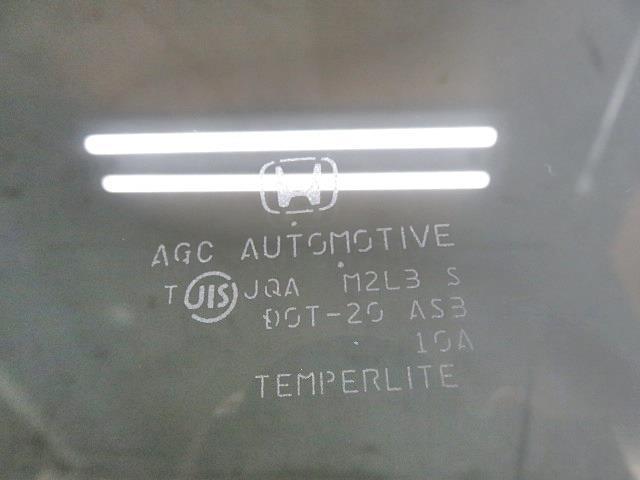 AGC AUTOMOTIVE
T JIS JQA M2L3 S
DOT-20 AS3
10A
TEMPERLITE